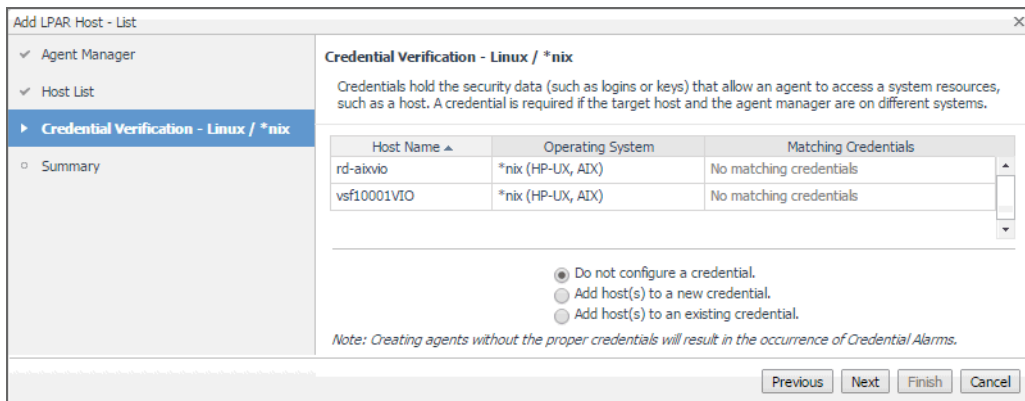 Add LPAR Host - List
Agent Manager
Host List
Credential Verification - Linux / *nix
Summary
Credential Verification - Linux / *nix
Credentials hold the security data (such as logins or keys) that allow an agent to access a system resources,
such as a host. A credential is required if the target host and the agent manager are on different systems.
Host Name Operating System Matching Credentials
rd-aixvio *nix (HP-UX, AIX) No matching credentials
vsf10001VIO *nix (HP-UX, AIX) No matching credentials
Do not configure a credential.
Add host(s) to a new credential.
Add host(s) to an existing credential.
Note: Creating agents without the proper credentials will result in the occurrence of Credential Alarms.
Previous Next Finish Cancel